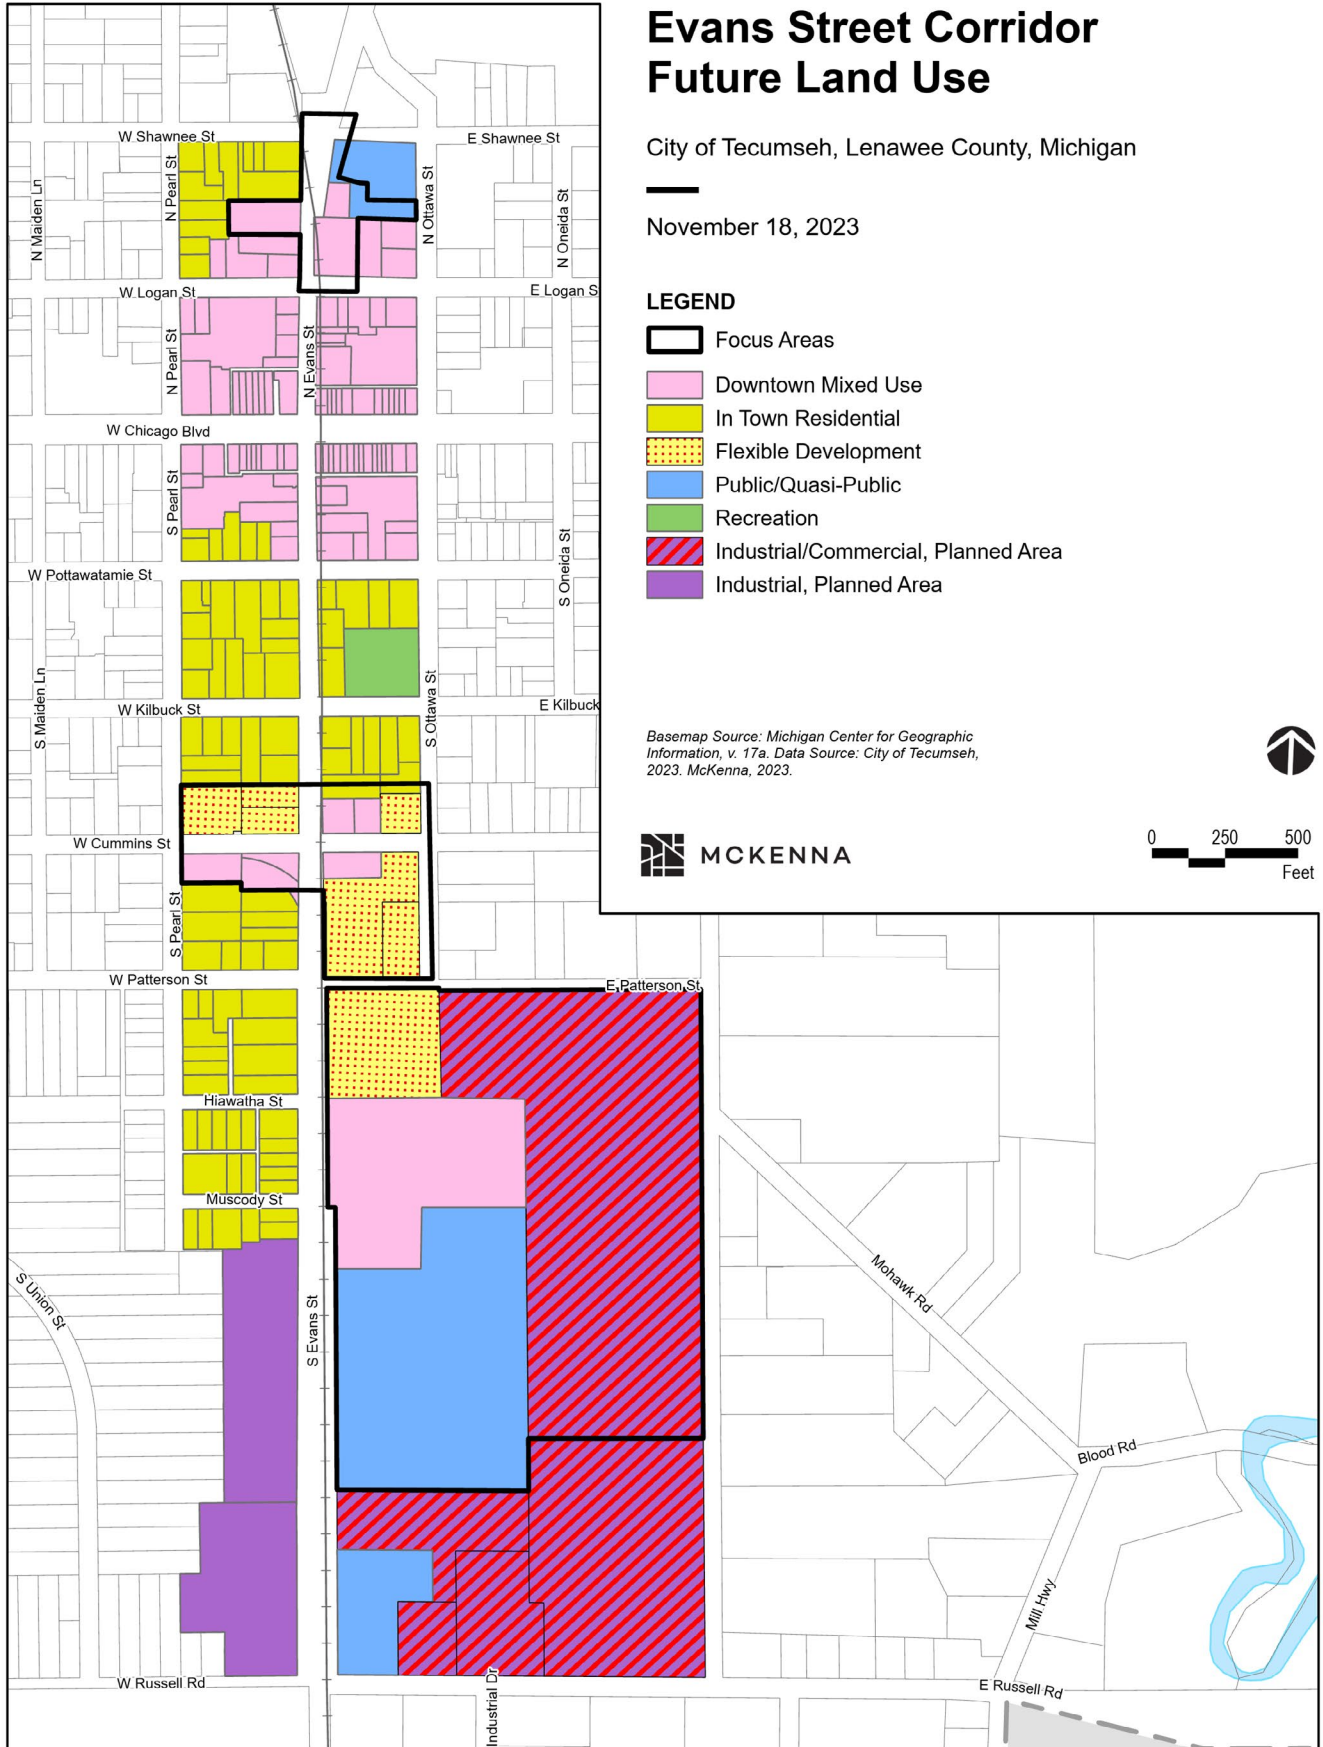 Evans Street Corridor
Future Land Use
City of Tecumseh, Lenawee County, Michigan
November 18, 2023
LEGEND
Focus Areas
Downtown Mixed Use
In Town Residential
Flexible Development
Public/Quasi-Public
Recreation
Industrial/Commercial, Planned Area
Industrial, Planned Area
Basemap Source: Michigan Center for Geographic
Information, v. 17a. Data Source: City of Tecumseh,
2023. McKenna, 2023.
MCKENNA
0 250 500
Feet
W Shawnee St
E Shawnee St
N Maiden Ln
N Pearl St
N Ottawa St
N Oneida St
W Logan St
E Logan S
N Pearl St
N Evans St
W Chicago Blvd
S Pearl St
S Oneida St
W Pottawatamie St
S Maiden Ln
S Ottawa St
W Kilbuck St
E Kilbuck
W Cummins St
S Pearl St
W Patterson St
E Patterson St
Hiawatha St
Muscody St
S Union St
S Evans St
Mohawk Rd
Blood Rd
Mill Hwy
W Russell Rd
Industrial Dr
E Russell Rd